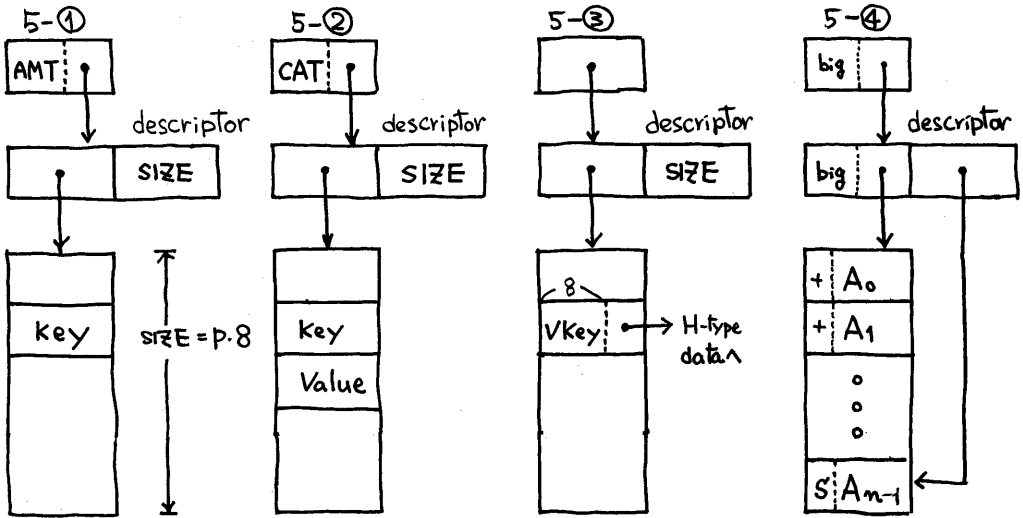 5-①
AMT
descriptor
SIZE
key
SIZE = p.8
5-②
CAT
descriptor
SIZE
key
Value
5-③
descriptor
SIZE
8
VKey
H-type
data^
5-④
big
descriptor
big
+ A₀
+ A₁
S Aₙ₋₁